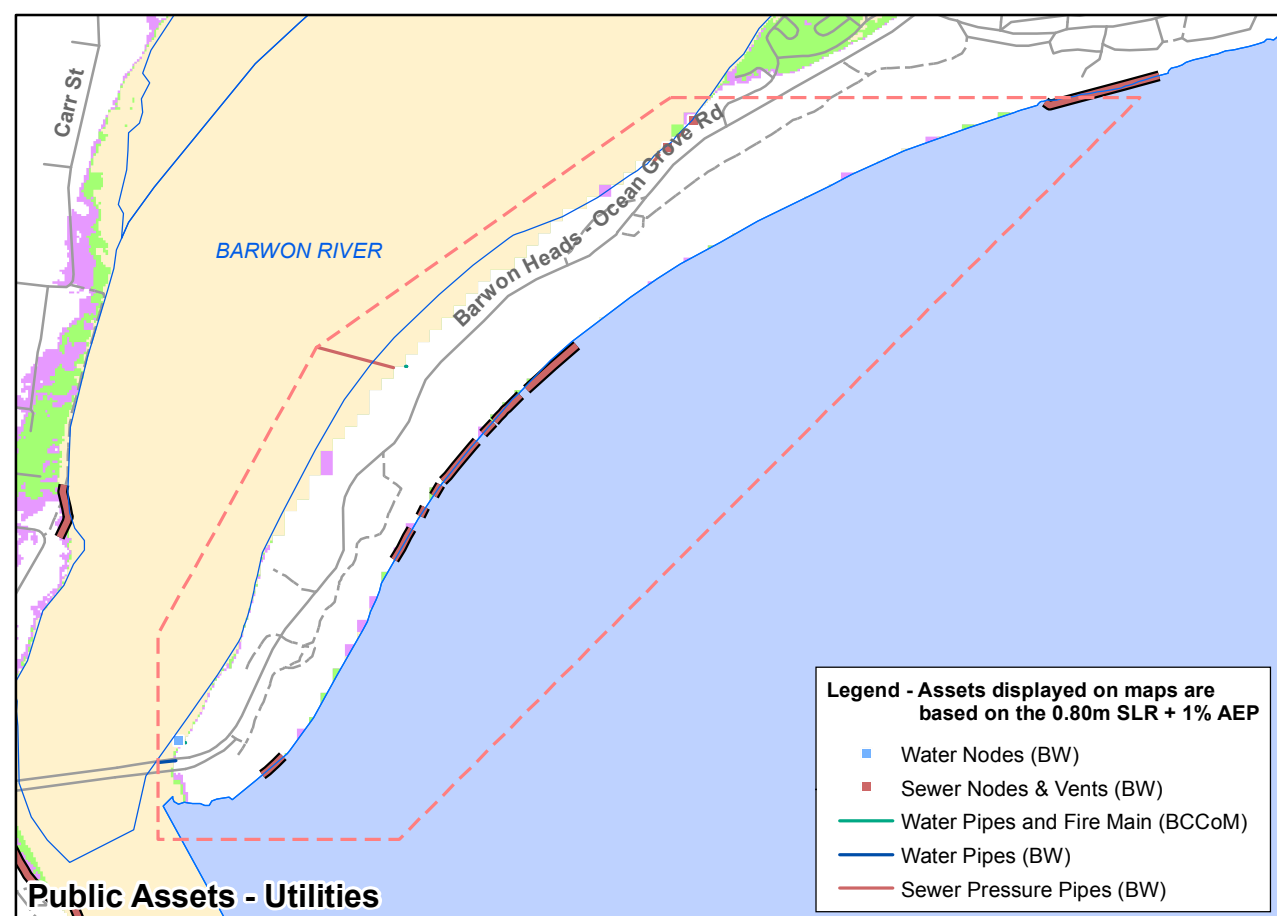 Carr St
BARWON RIVER
Barwon Heads - Ocean Grove Rd
Legend - Assets displayed on maps are
based on the 0.80m SLR + 1% AEP
Water Nodes (BW)
Sewer Nodes & Vents (BW)
Water Pipes and Fire Main (BCCoM)
Water Pipes (BW)
Sewer Pressure Pipes (BW)
Public Assets - Utilities